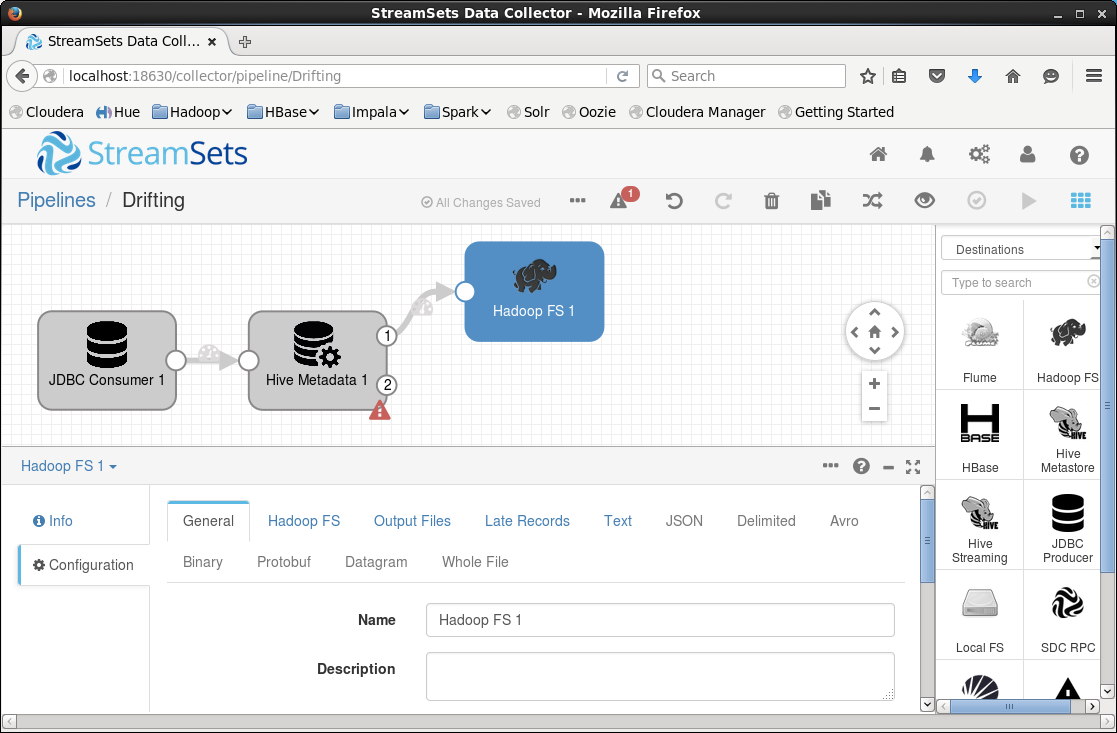 StreamSets Data Collector - Mozilla Firefox
StreamSets Data Coll...
localhost:18630/collector/pipeline/Drifting
Search
Cloudera Hue Hadoop HBase Impala Spark Solr Oozie Cloudera Manager Getting Started
StreamSets
Pipelines / Drifting
All Changes Saved
1
Destinations
Type to search
Hadoop FS 1
1
JDBC Consumer 1
Hive Metadata 1
2
Flume
Hadoop FS
HBASE
HBase
HIVE
Hive
Metastore
HIVE
Hive
Streaming
JDBC
Producer
Local FS
SDC RPC
Hadoop FS 1
Info
Configuration
General Hadoop FS Output Files Late Records Text JSON Delimited Avro
Binary Protobuf Datagram Whole File
Name
Hadoop FS 1
Description